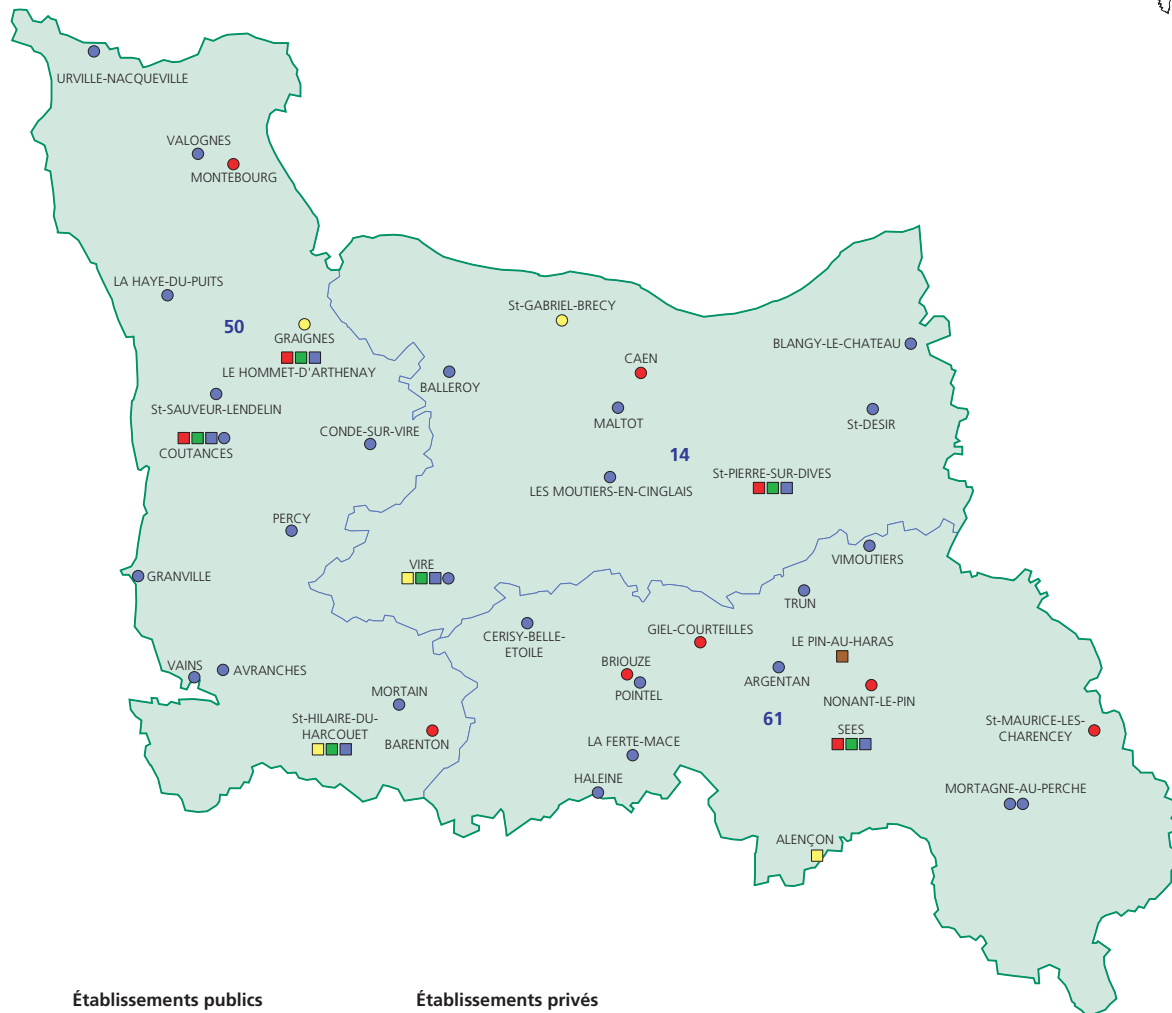 URVILLE-NACQUEVILLE
VALOGNES
MONTEBOURG
LA HAYE-DU-PUITS
St-GABRIEL-BRECY
50
GRAIGNES
BLANGY-LE-CHATEAU
CAEN
LE HOMMET-D'ARTHENAY
BALLEROY
St-SAUVEUR-LENDELIN
MALTOT
St-DESIR
CONDE-SUR-VIRE
COUTANCES
14
St-PIERRE-SUR-DIVES
LES MOUTIERS-EN-CINGLAIS
PERCY
VIRE
VIMOUTIERS
GRANVILLE
TRUN
GIEL-COURTEILLES
CERISY-BELLE-
ETOILE
LE PIN-AU-HARAS
BRIOUZE
VAINS
AVRANCHES
ARGENTAN
POINTEL
MORTAIN
NONANT-LE-PIN
St-HILAIRE-DU-
HARCOUET
61
St-MAURICE-LES-
CHARENCEY
SEES
BARENTON
LA FERTE-MACE
HALEINE
MORTAGNE-AU-PERCHE
ALENÇON
Établissements publics
Établissements privés